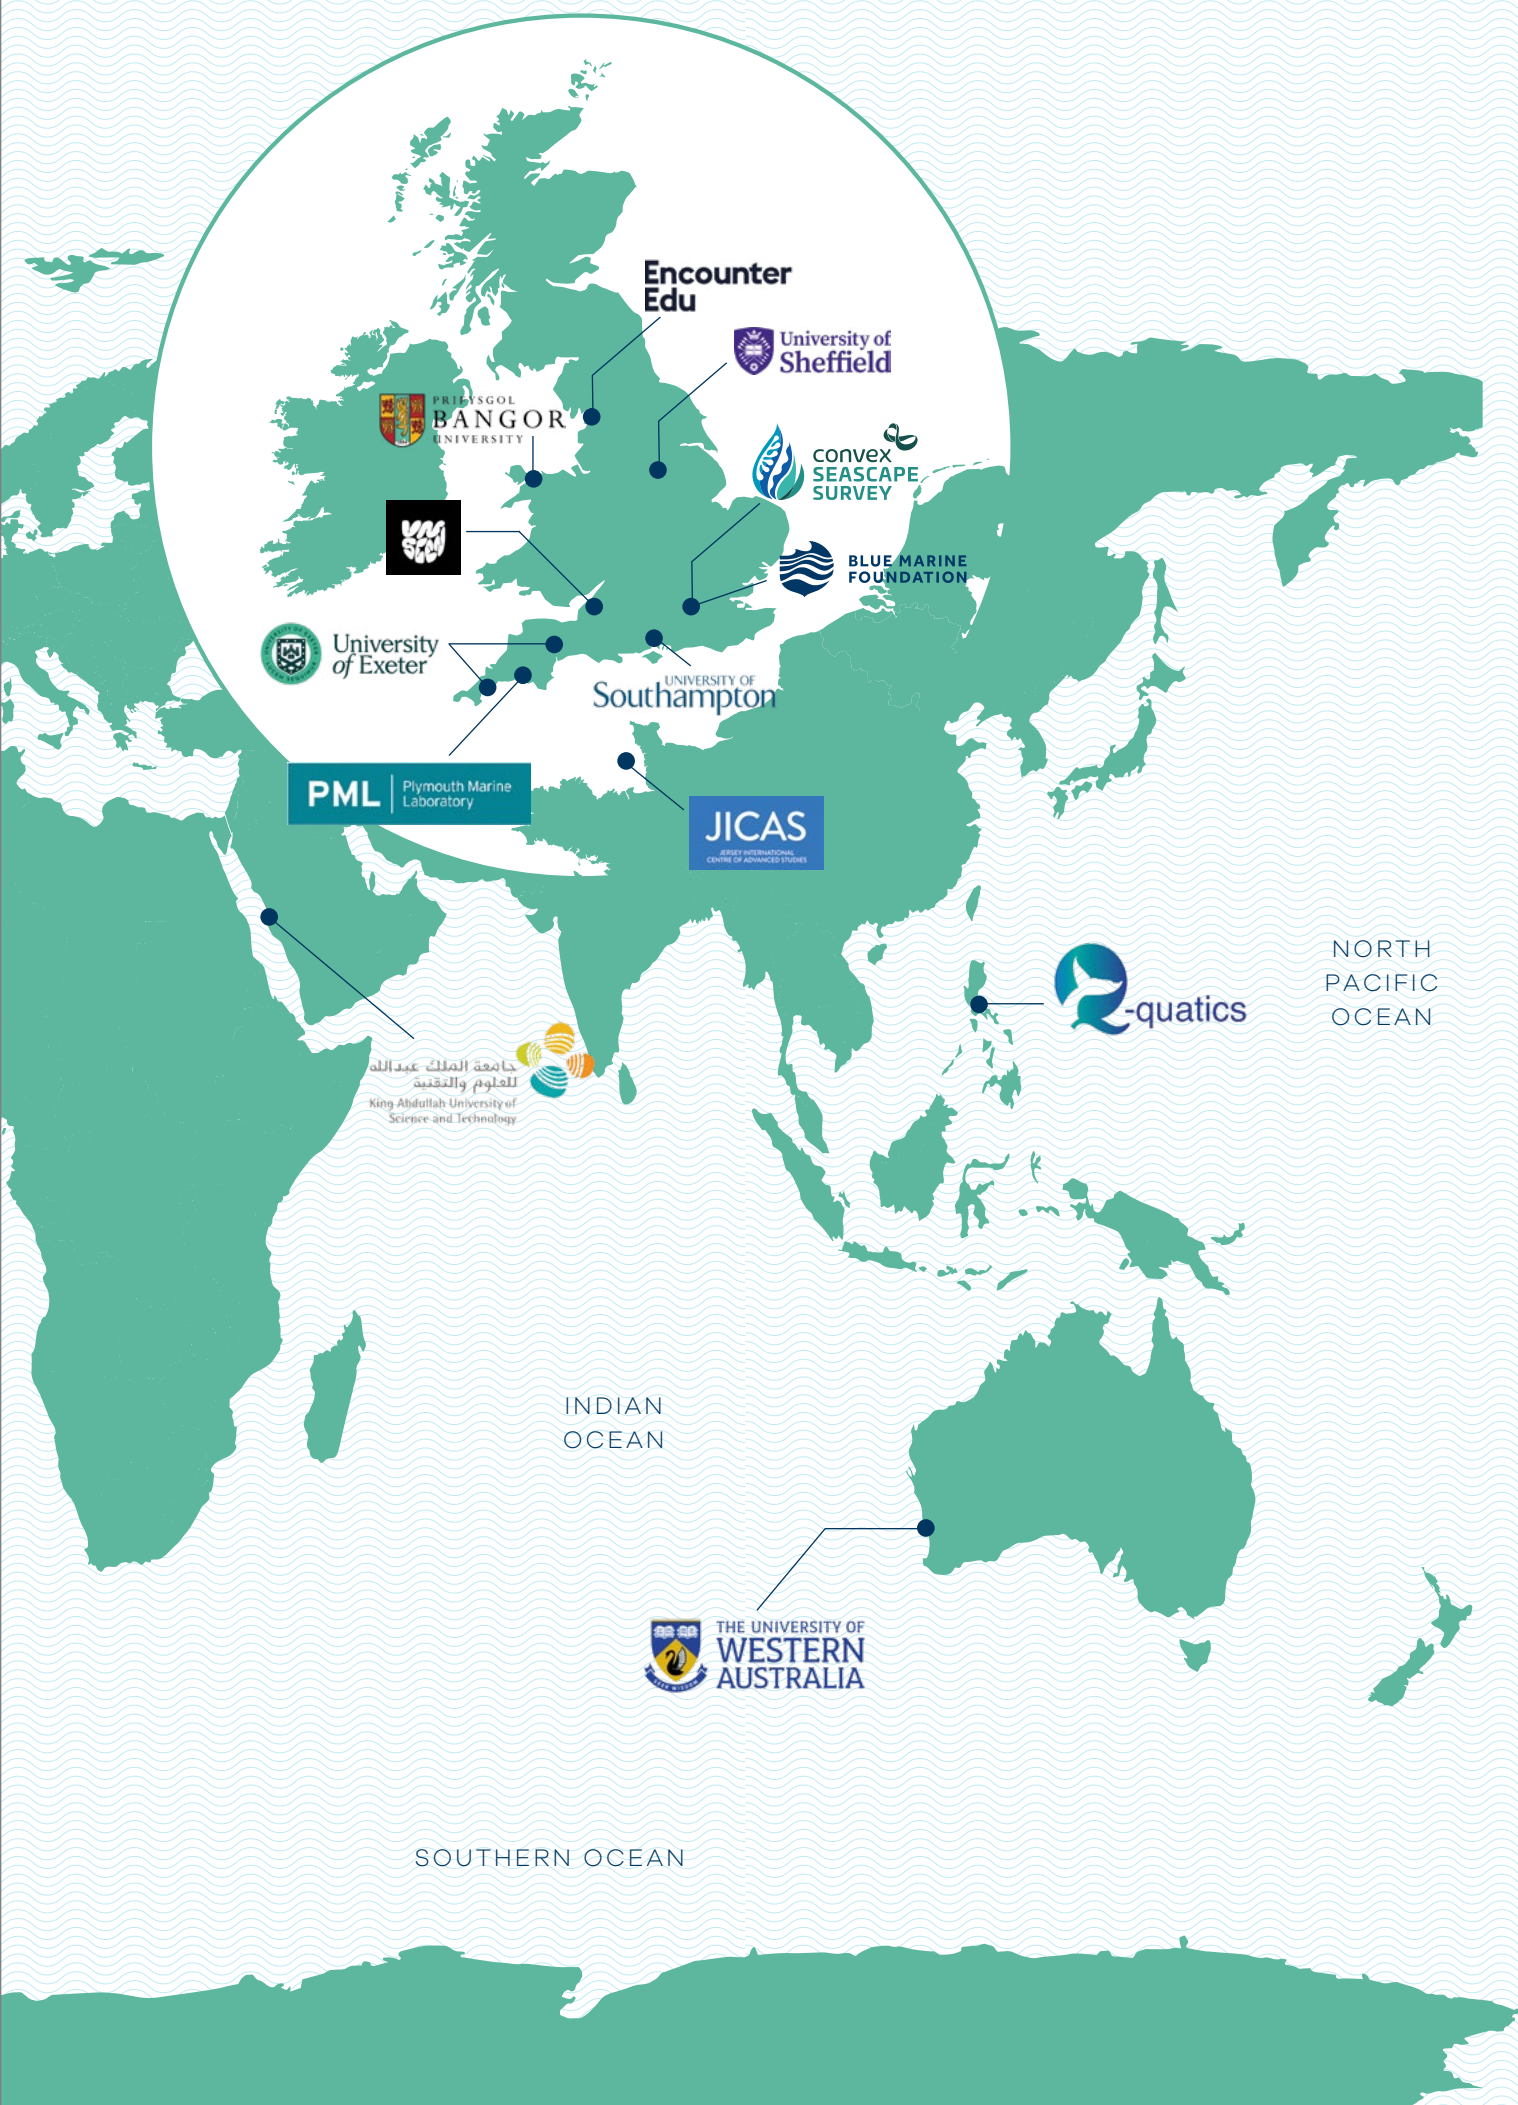 Encounter
Edu
University of
Sheffield
PRIFYSGOL
BANGOR
UNIVERSITY
convex
SEASCAPE
SURVEY
BLUE MARINE
FOUNDATION
University
of Exeter
UNIVERSITY OF
Southampton
PML
Plymouth Marine
Laboratory
JICAS
JERSEY INTERNATIONAL
CENTRE OF ADVANCED STUDIES
NORTH
PACIFIC
OCEAN
Q-quatics
جامعة الملك عبدالله
للعلوم والتقنية
King Abdullah University of
Science and Technology
INDIAN
OCEAN
THE UNIVERSITY OF
WESTERN
AUSTRALIA
SEEK WISDOM
SOUTHERN OCEAN